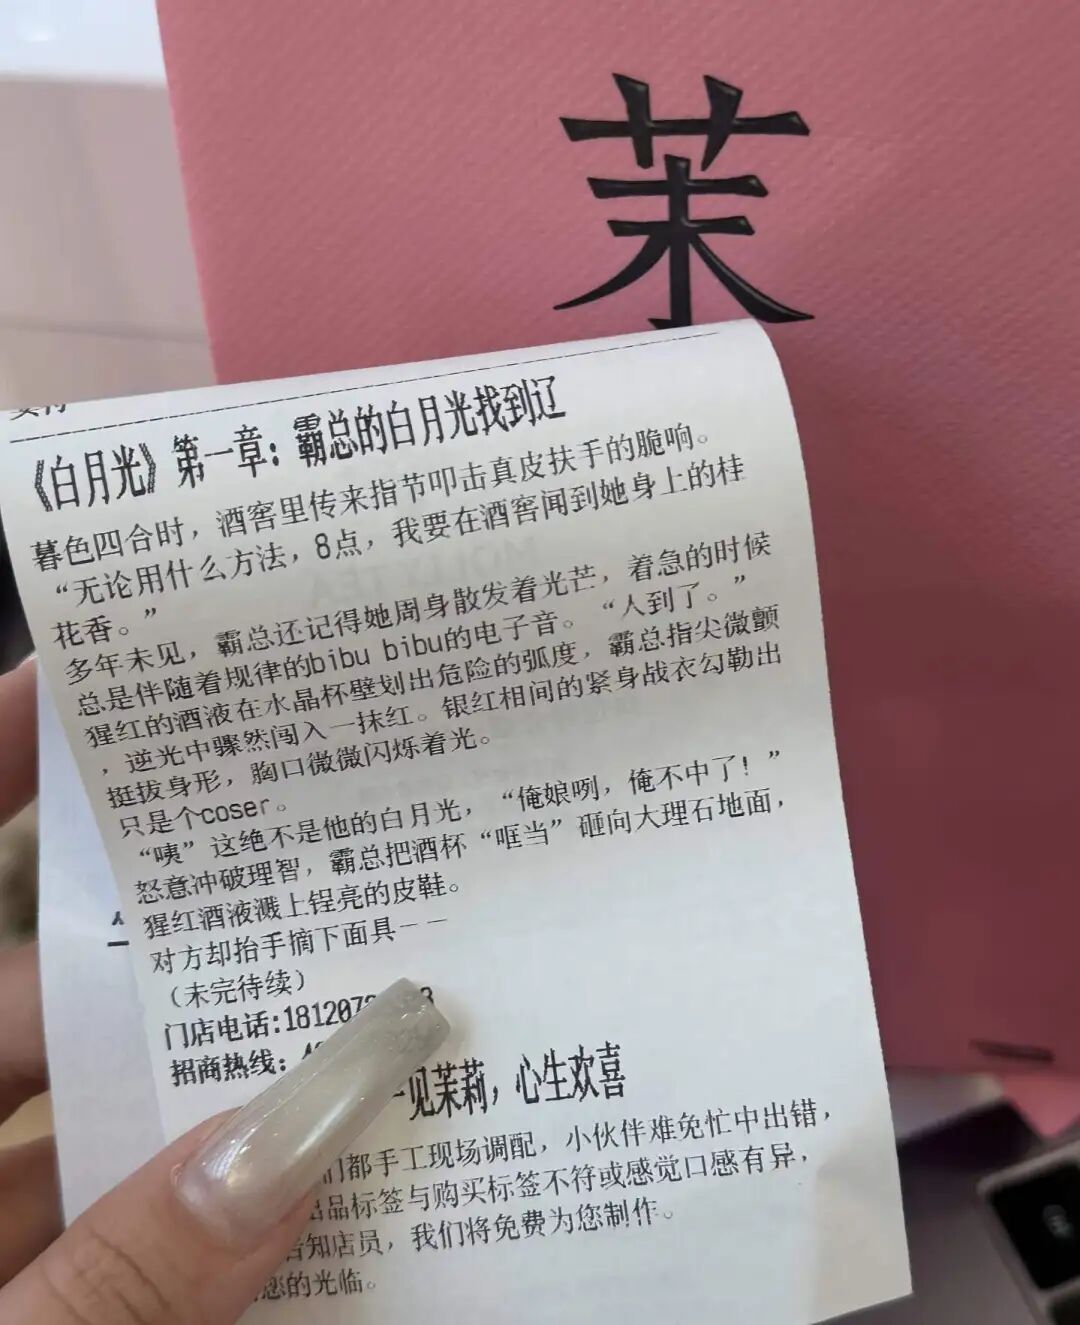 茉
《白月光》第一章：霸总的白月光找到辽
暮色四合时，酒窖里传来指节叩击真皮扶手的脆响。
“无论用什么方法，8点，我要在酒窖闻到她身上的桂
花香。”
多年未见，霸总还记得她周身散发着光芒，着急的时候
总是伴随着规律的bibu bibu的电子音。“人到了。”
猩红的酒液在水晶杯壁划出危险的弧度，霸总指尖微颤
，逆光中骤然闯入一抹红。银红相间的紧身战衣勾勒出
挺拔身形，胸口微微闪烁着光。
只是个coser。
“咦”这绝不是他的白月光，“俺娘咧，俺不中了！”
怒意冲破理智，霸总把酒杯“哐当”砸向大理石地面，
猩红酒液溅上锃亮的皮鞋。
对方却抬手摘下面具——
（未完待续）
门店电话:1812072 3
招商热线：
一见茉莉，心生欢喜
们都手工现场调配，小伙伴难免忙中出错，
出品标签与购买标签不符或感觉口感有异，
告知店员，我们将免费为您制作。
您的光临。